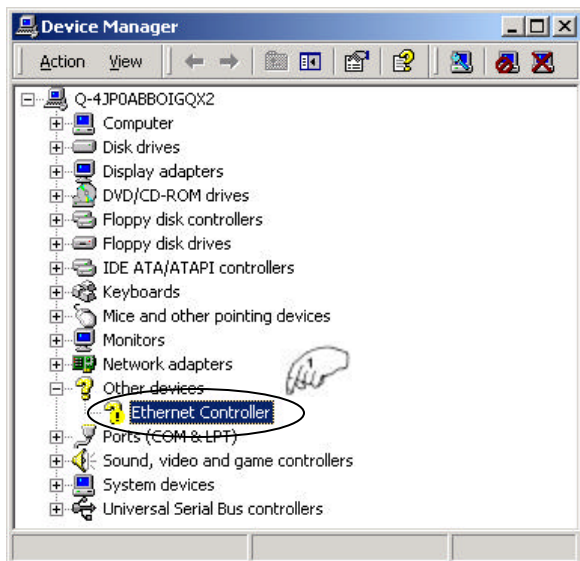 Device Manager
Action View
Q-4JP0ABBOIGQX2
Computer
Disk drives
Display adapters
DVD/CD-ROM drives
Floppy disk controllers
Floppy disk drives
IDE ATA/ATAPI controllers
Keyboards
Mice and other pointing devices
Monitors
Network adapters
Other devices
Ethernet Controller
Ports (COM & LPT)
Sound, video and game controllers
System devices
Universal Serial Bus controllers